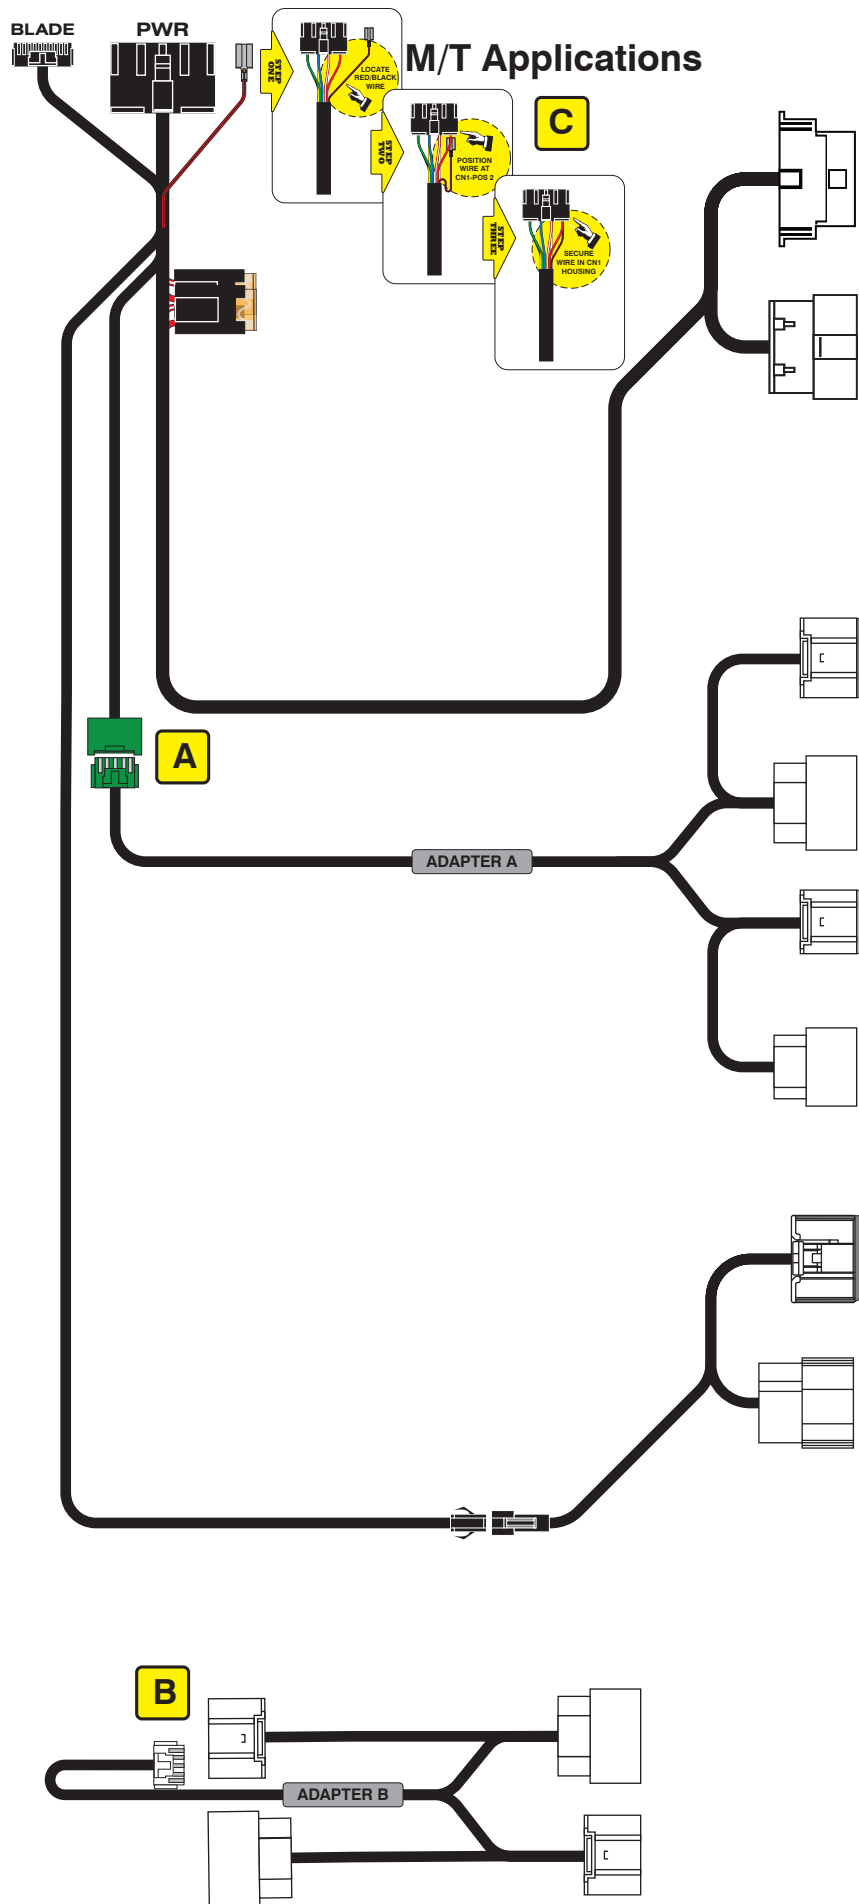 BLADE
PWR
M/T Applications
STEP
ONE
LOCATE
RED/BLACK
WIRE
C
STEP
TWO
POSITION
WIRE AT
CN1-POS 2
STEP
THREE
SECURE
WIRE IN CN1
HOUSING
A
ADAPTER A
B
ADAPTER B